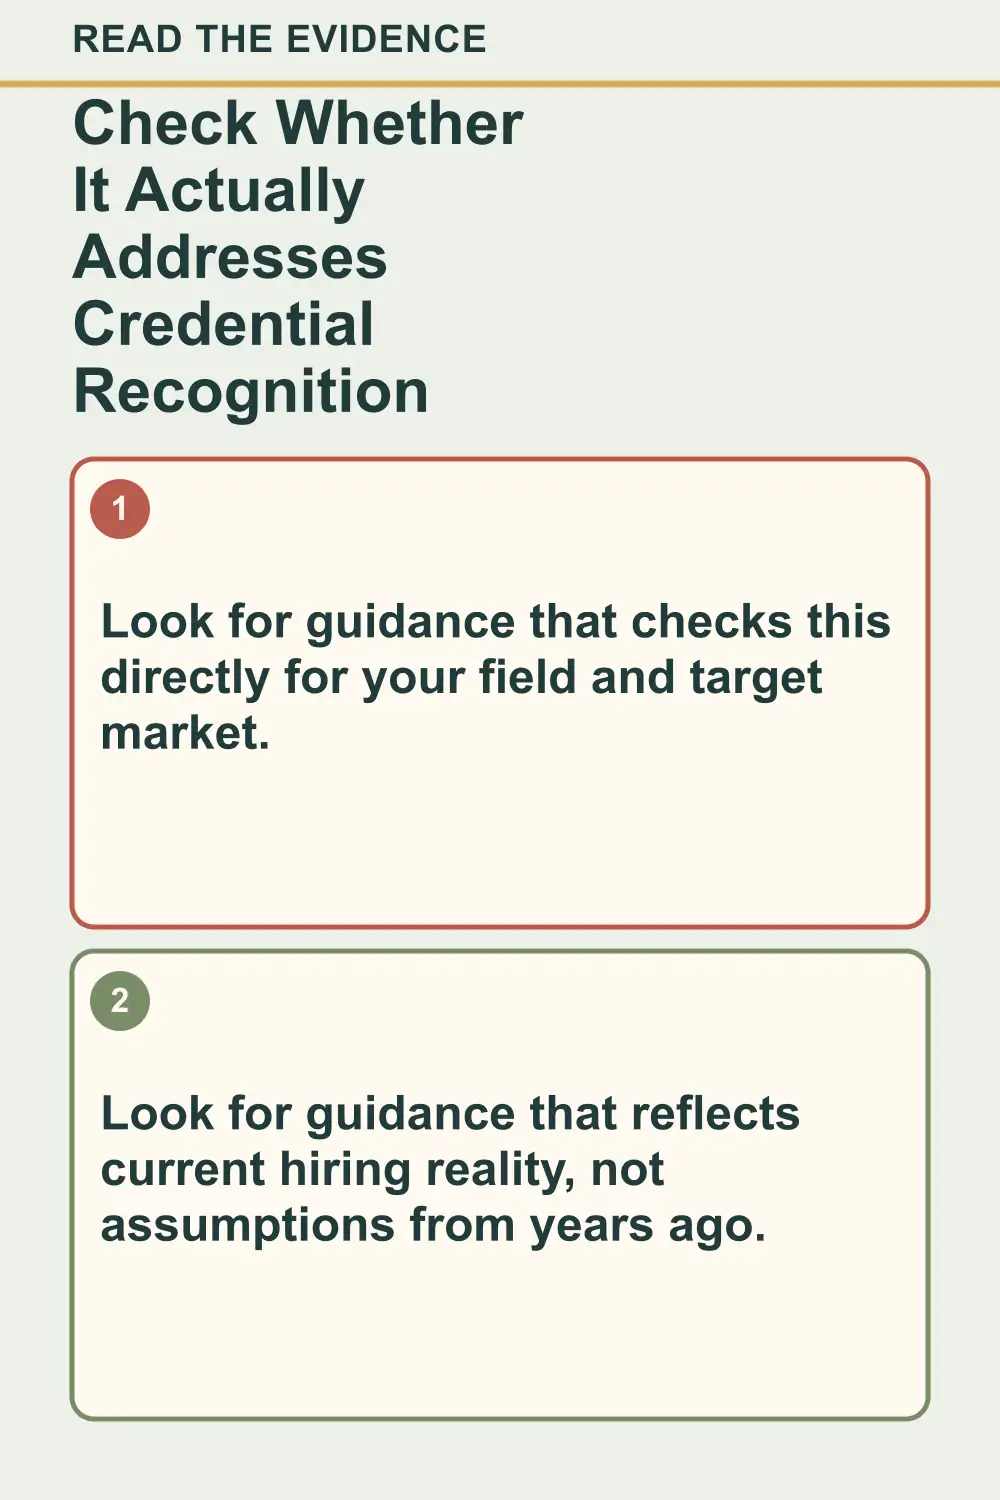 READ THE EVIDENCE
Check Whether
It Actually
Addresses
Credential
Recognition
1
Look for guidance that checks this
directly for your field and target
market.
2
Look for guidance that reflects
current hiring reality, not
assumptions from years ago.